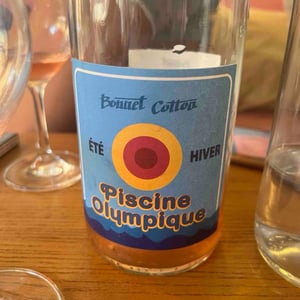 Bonnet Cotton
ÉTÉ HIVER
Piscine
Olympique